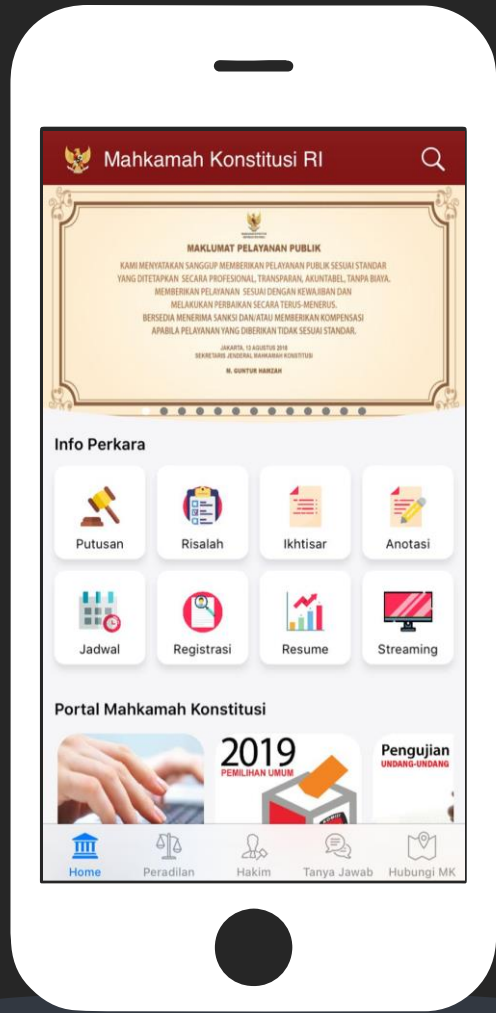 Mahkamah Konstitusi RI
MAKLUMAT PELAYANAN PUBLIK
KAMI MENYATAKAN SANGGUP MEMBERIKAN PELAYANAN PUBLIK SESUAI STANDAR
YANG DITETAPKAN SECARA PROFESIONAL, TRANSPARAN, AKUNTABEL, TANPA BIAYA.
MEMBERIKAN PELAYANAN SESUAI DENGAN KEWAJIBAN DAN
MELAKUKAN PERBAIKAN SECARA TERUS-MENERUS.
BERSEDIA MENERIMA SANKSI DAN/ATAU MEMBERIKAN KOMPENSASI
APABILA PELAYANAN YANG DIBERIKAN TIDAK SESUAI STANDAR.
JAKARTA, 13 AGUSTUS 2018
SEKRETARIS JENDERAL MAHKAMAH KONSTITUSI
M. GUNTUR HAMZAH
Info Perkara
Putusan Risalah Ikhtisar Anotasi
Jadwal Registrasi Resume Streaming
Portal Mahkamah Konstitusi
2019
PEMILIHAN UMUM
Pengujian
UNDANG-UNDANG
Home Peradilan Hakim Tanya Jawab Hubungi MK